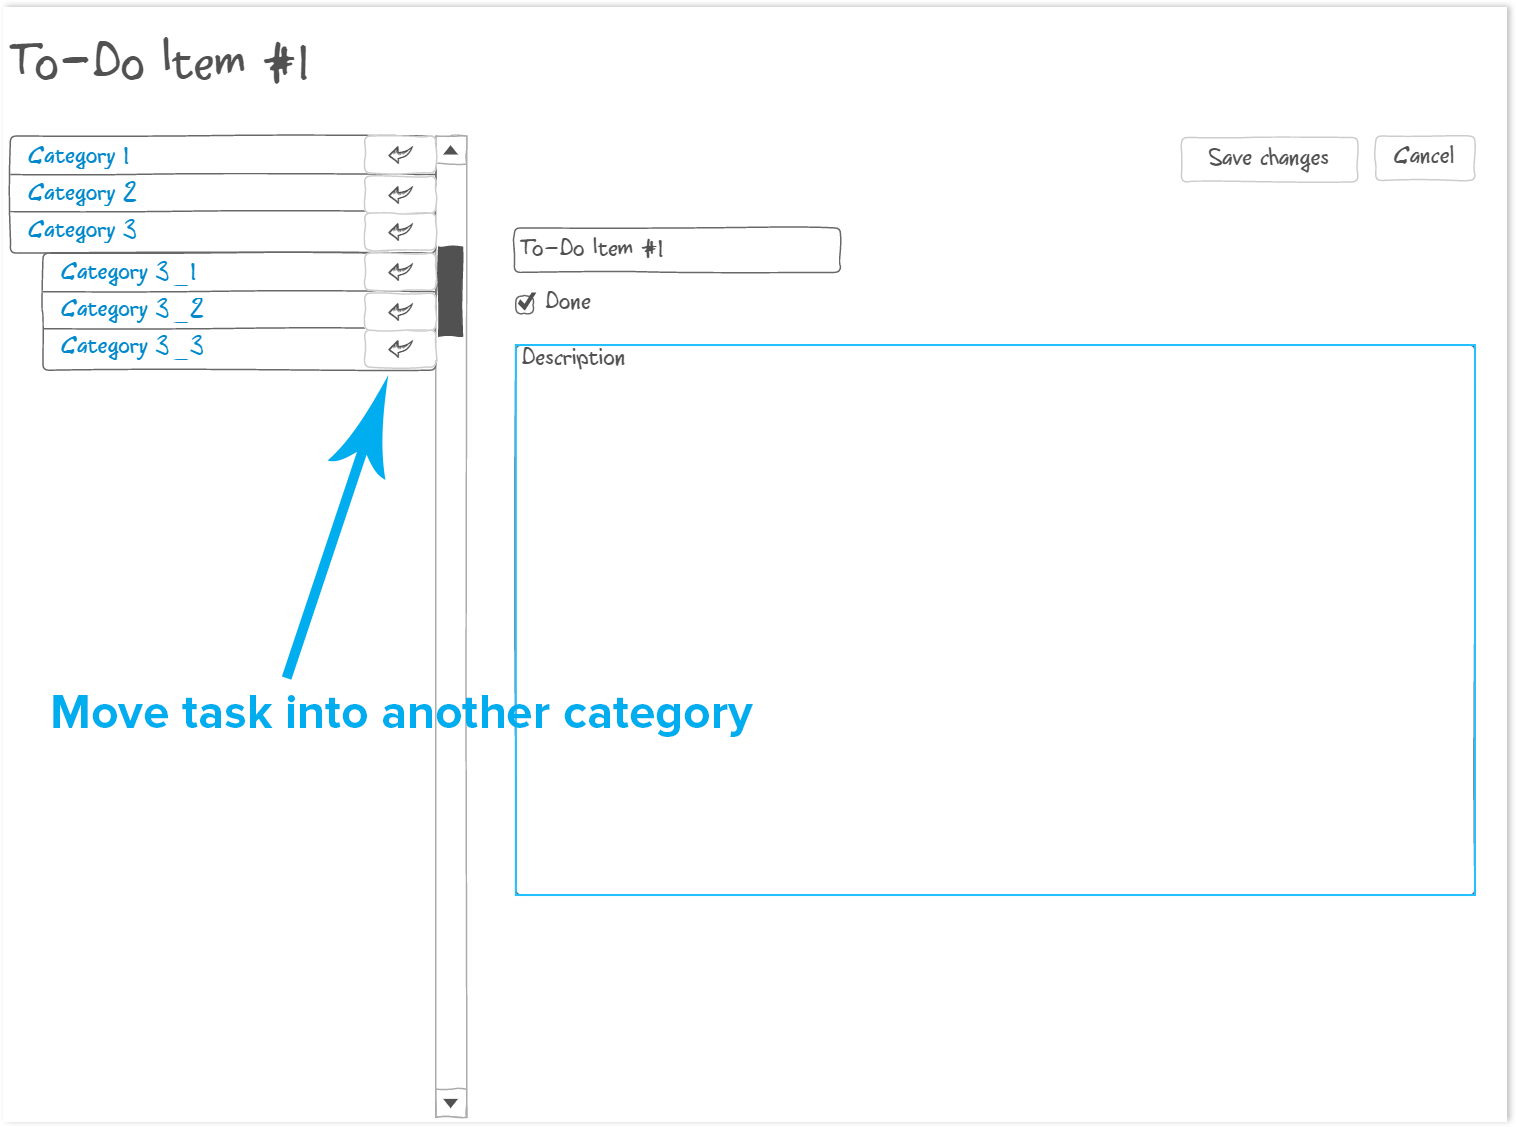 To-Do Item #1
Category 1
Category 2
Category 3
Category 3_1
Category 3_2
Category 3_3
Save changes
Cancel
To-Do Item #1
Done
Description
Move task into another category